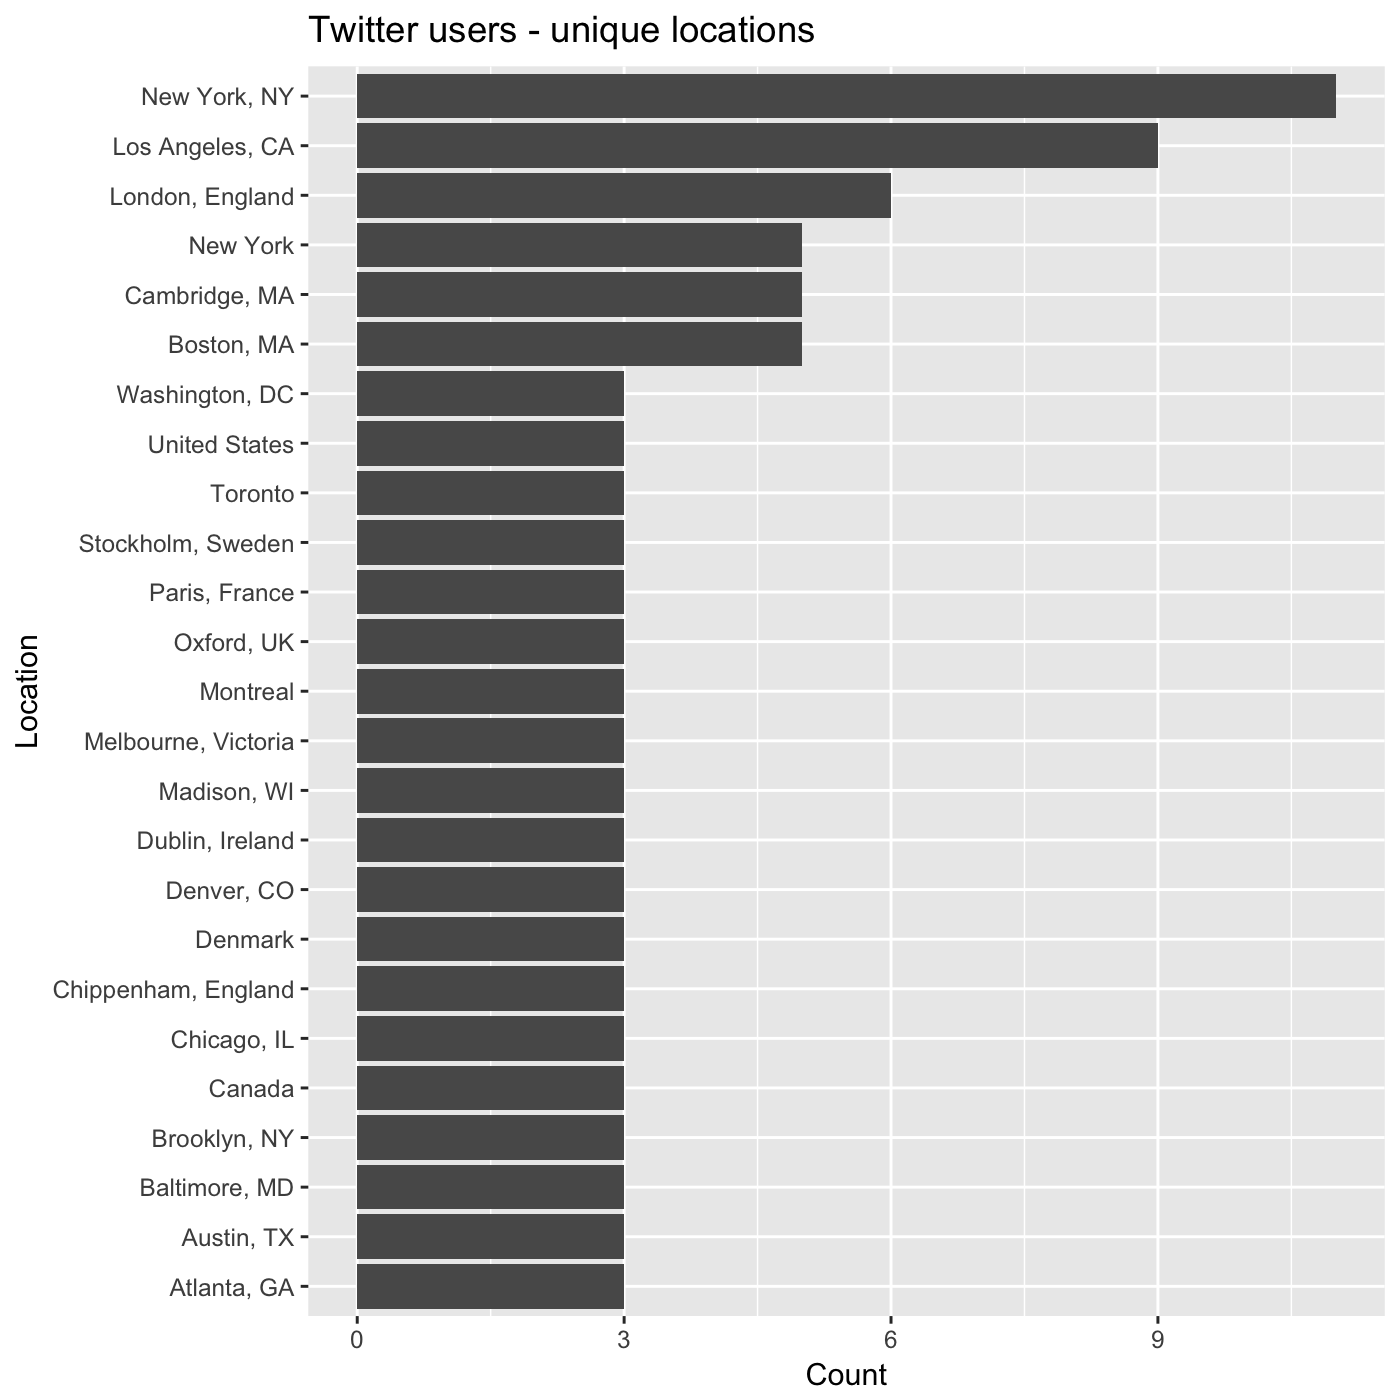 Twitter users - unique locations
New York, NY
Los Angeles, CA
London, England
New York
Cambridge, MA
Boston, MA
Washington, DC
United States
Toronto
Stockholm, Sweden
Paris, France
Oxford, UK
Montreal
Melbourne, Victoria
Madison, WI
Dublin, Ireland
Denver, CO
Denmark
Chippenham, England
Chicago, IL
Canada
Brooklyn, NY
Baltimore, MD
Austin, TX
Atlanta, GA
Location
0 3 6 9
Count